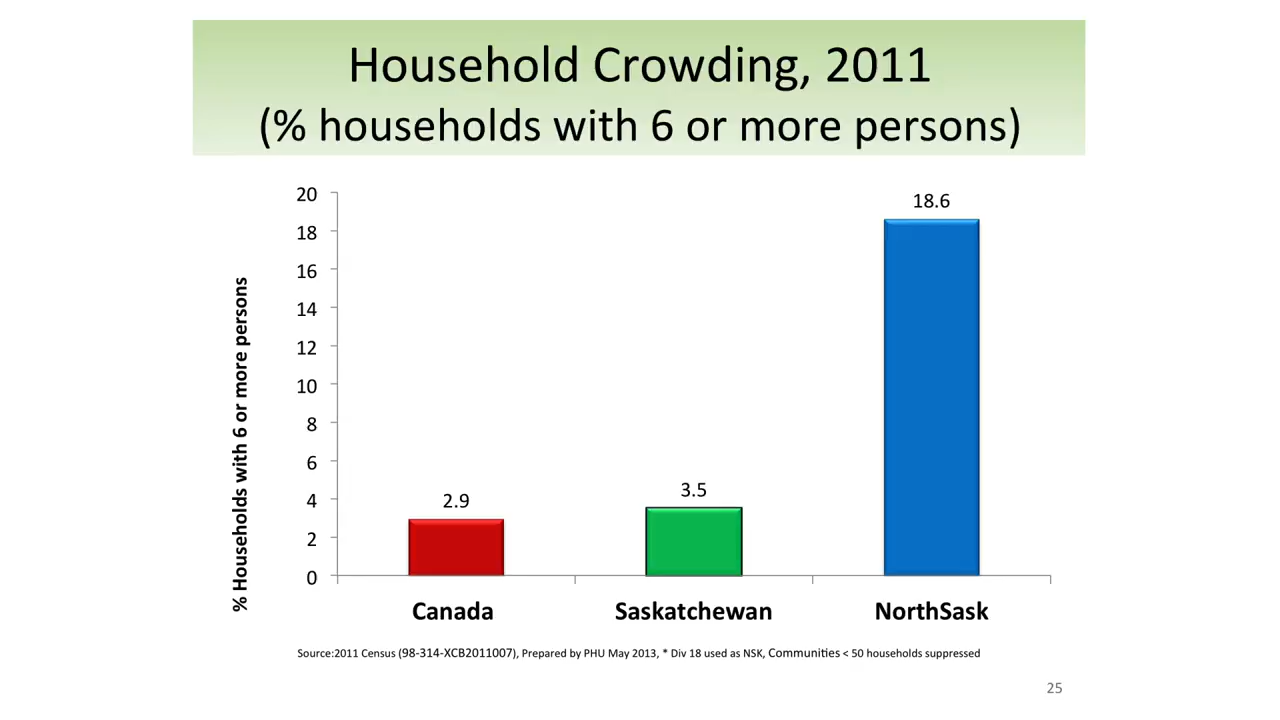 Household Crowding, 2011
(% households with 6 or more persons)
% Households with 6 or more persons
20
18
16
14
12
10
8
6
4
2
0
2.9
3.5
18.6
Canada
Saskatchewan
NorthSask
Source:2011 Census (98-314-XCB2011007), Prepared by PHU May 2013, * Div 18 used as NSK, Communities < 50 households suppressed
25